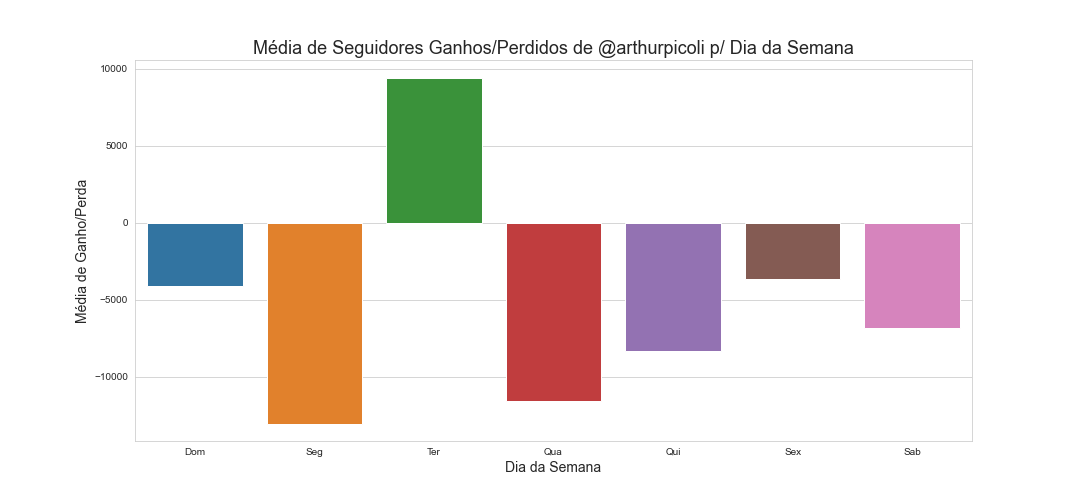 Média de Seguidores Ganhos/Perdidos de @arthurpicoli p/ Dia da Semana
Média de Ganho/Perda
10000
5000
0
−5000
−10000
Dom Seg Ter Qua Qui Sex Sab
Dia da Semana